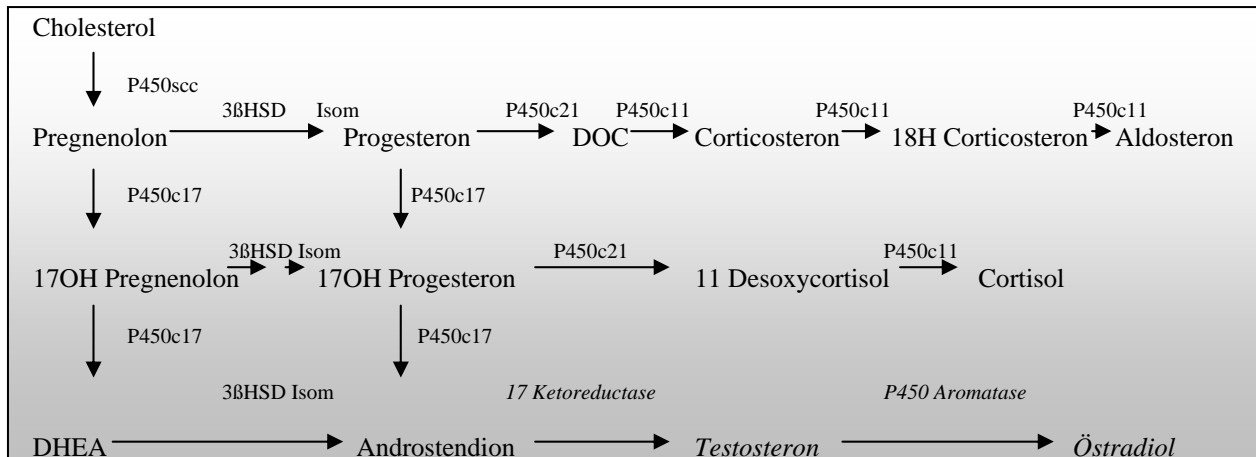 Cholesterol
P450scc
3ßHSD Isom P450c21 P450c11 P450c11 P450c11
Pregnenolon Progesteron DOC Corticosteron 18H Corticosteron Aldosteron
P450c17 P450c17
3ßHSD Isom P450c21 P450c11
17OH Pregnenolon 17OH Progesteron 11 Desoxycortisol Cortisol
P450c17 P450c17
3ßHSD Isom 17 Ketoreductase P450 Aromatase
DHEA Androstendion Testosteron Östradiol